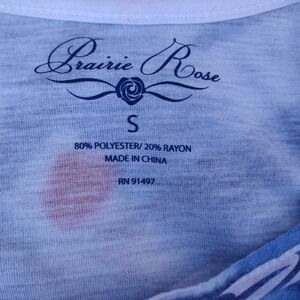 Prairie Rose
S
80% POLYESTER/ 20% RAYON
MADE IN CHINA
RN 91497